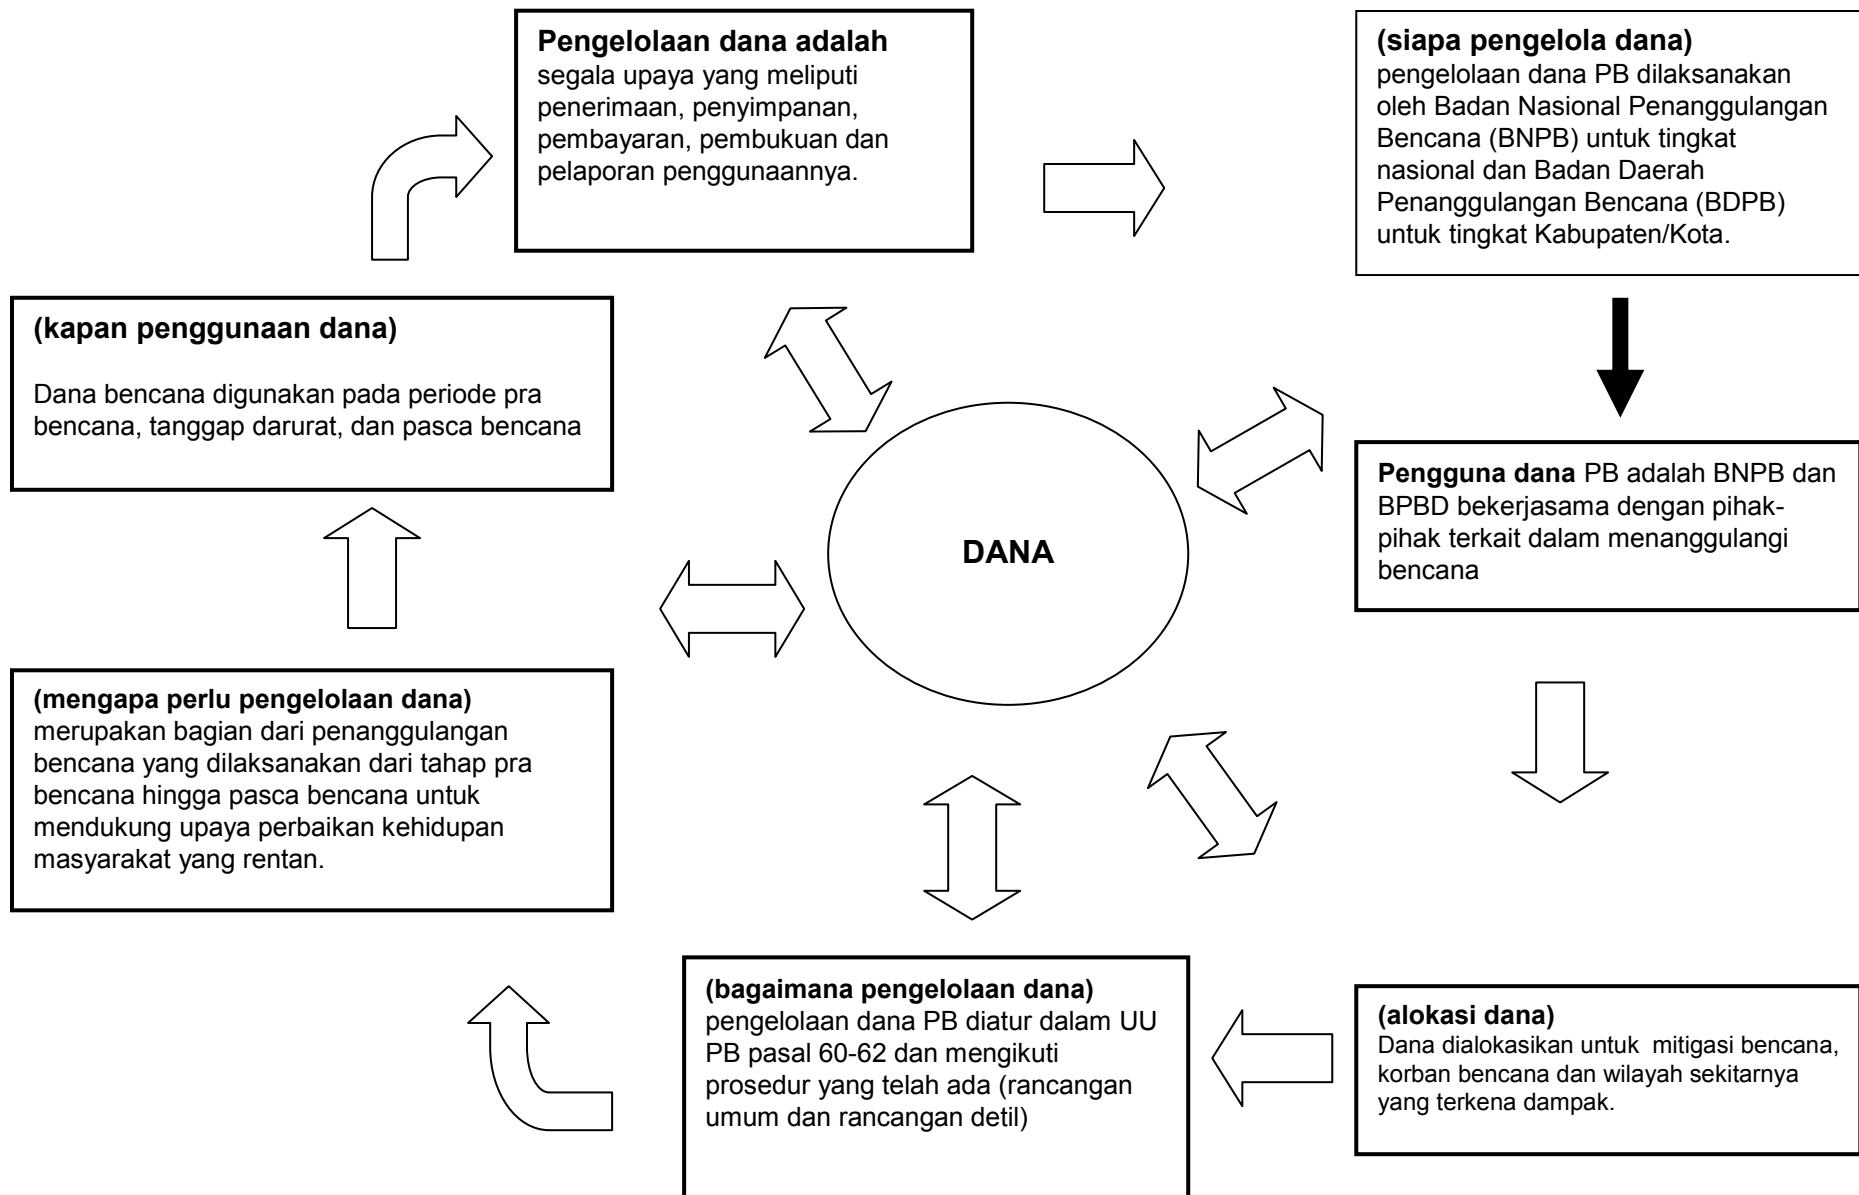 Pengelolaan dana adalah
segala upaya yang meliputi
penerimaan, penyimpanan,
pembayaran, pembukuan dan
pelaporan penggunaannya.
(siapa pengelola dana)
pengelolaan dana PB dilaksanakan
oleh Badan Nasional Penanggulangan
Bencana (BNPB) untuk tingkat
nasional dan Badan Daerah
Penanggulangan Bencana (BDPB)
untuk tingkat Kabupaten/Kota.
(kapan penggunaan dana)
Dana bencana digunakan pada periode pra
bencana, tanggap darurat, dan pasca bencana
DANA
Pengguna dana PB adalah BNPB dan
BPBD bekerjasama dengan pihak-
pihak terkait dalam menanggulangi
bencana
(mengapa perlu pengelolaan dana)
merupakan bagian dari penanggulangan
bencana yang dilaksanakan dari tahap pra
bencana hingga pasca bencana untuk
mendukung upaya perbaikan kehidupan
masyarakat yang rentan.
(bagaimana pengelolaan dana)
pengelolaan dana PB diatur dalam UU
PB pasal 60-62 dan mengikuti
prosedur yang telah ada (rancangan
umum dan rancangan detil)
(alokasi dana)
Dana dialokasikan untuk  mitigasi bencana,
korban bencana dan wilayah sekitarnya
yang terkena dampak.